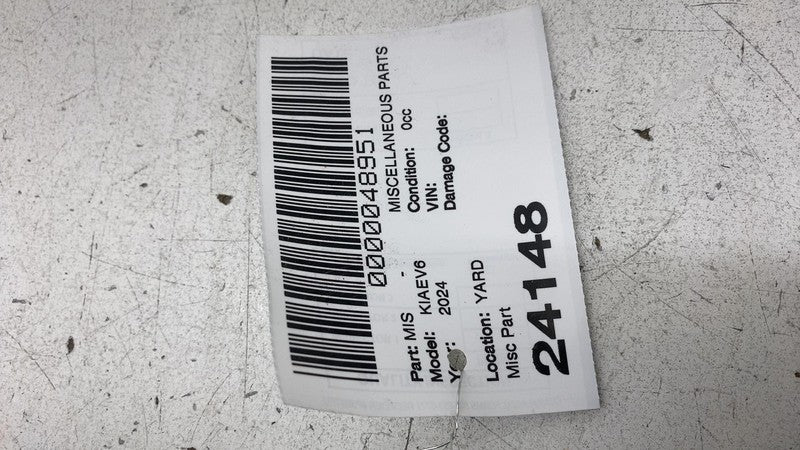 0000048951
Part: MIS - MISCELLANEOUS PARTS
Model: KIAEV6 Condition: 0cc
2024 VIN:
Damage Code:
Location: YARD
Misc Part
24148